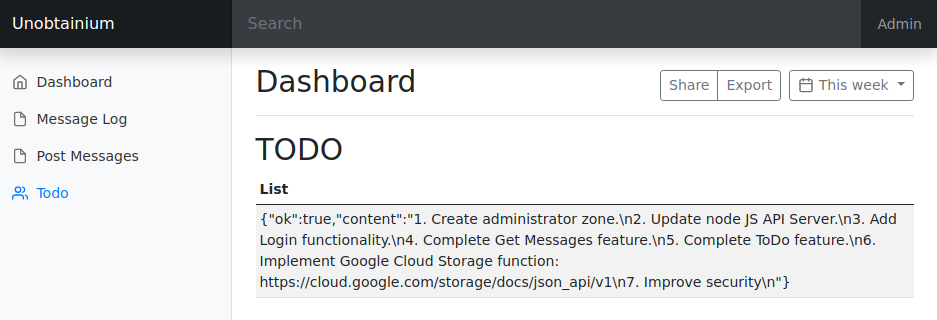 Unobtainium
Search
Admin
Dashboard
Message Log
Post Messages
Todo
Dashboard
Share
Export
This week
TODO
List
{"ok":true,"content":"1. Create administrator zone.\n2. Update node JS API Server.\n3. Add
Login functionality.\n4. Complete Get Messages feature.\n5. Complete ToDo feature.\n6.
Implement Google Cloud Storage function:
https://cloud.google.com/storage/docs/json_api/v1\n7. Improve security\n"}